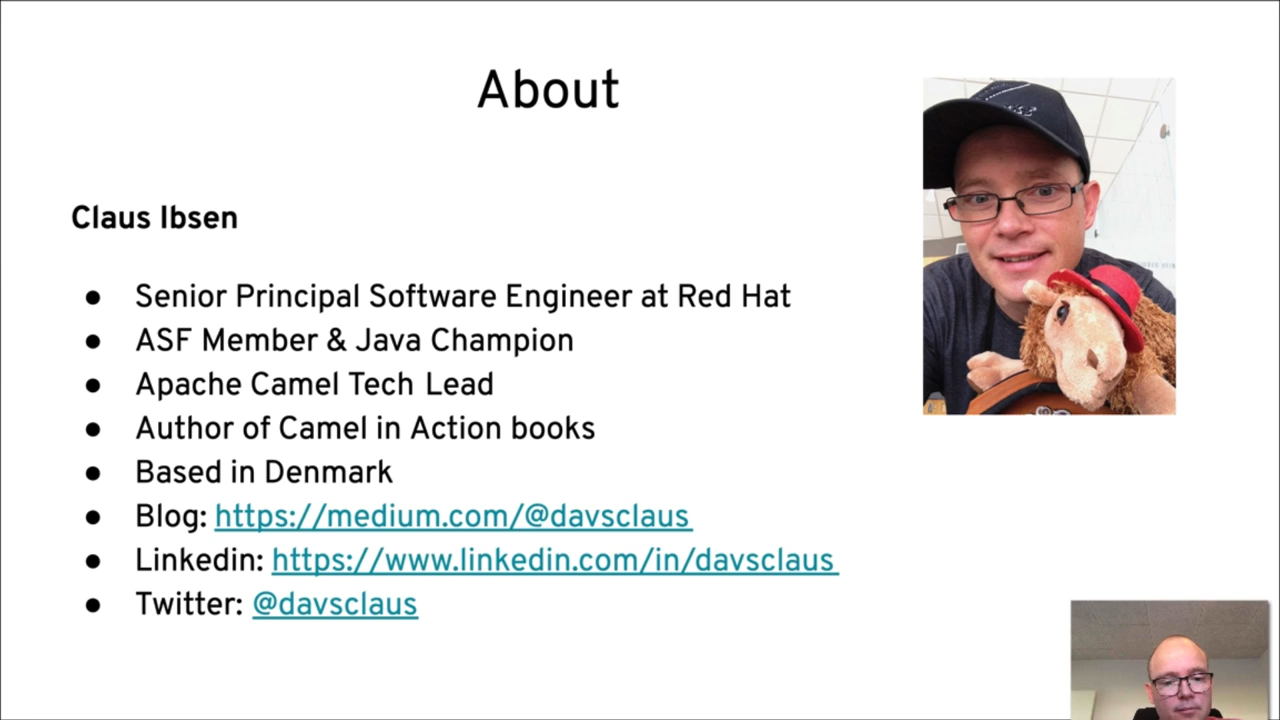 About
Claus Ibsen
● Senior Principal Software Engineer at Red Hat
● ASF Member & Java Champion
● Apache Camel Tech Lead
● Author of Camel in Action books
● Based in Denmark
● Blog: https://medium.com/@davsclaus
● Linkedin: https://www.linkedin.com/in/davsclaus
● Twitter: @davsclaus